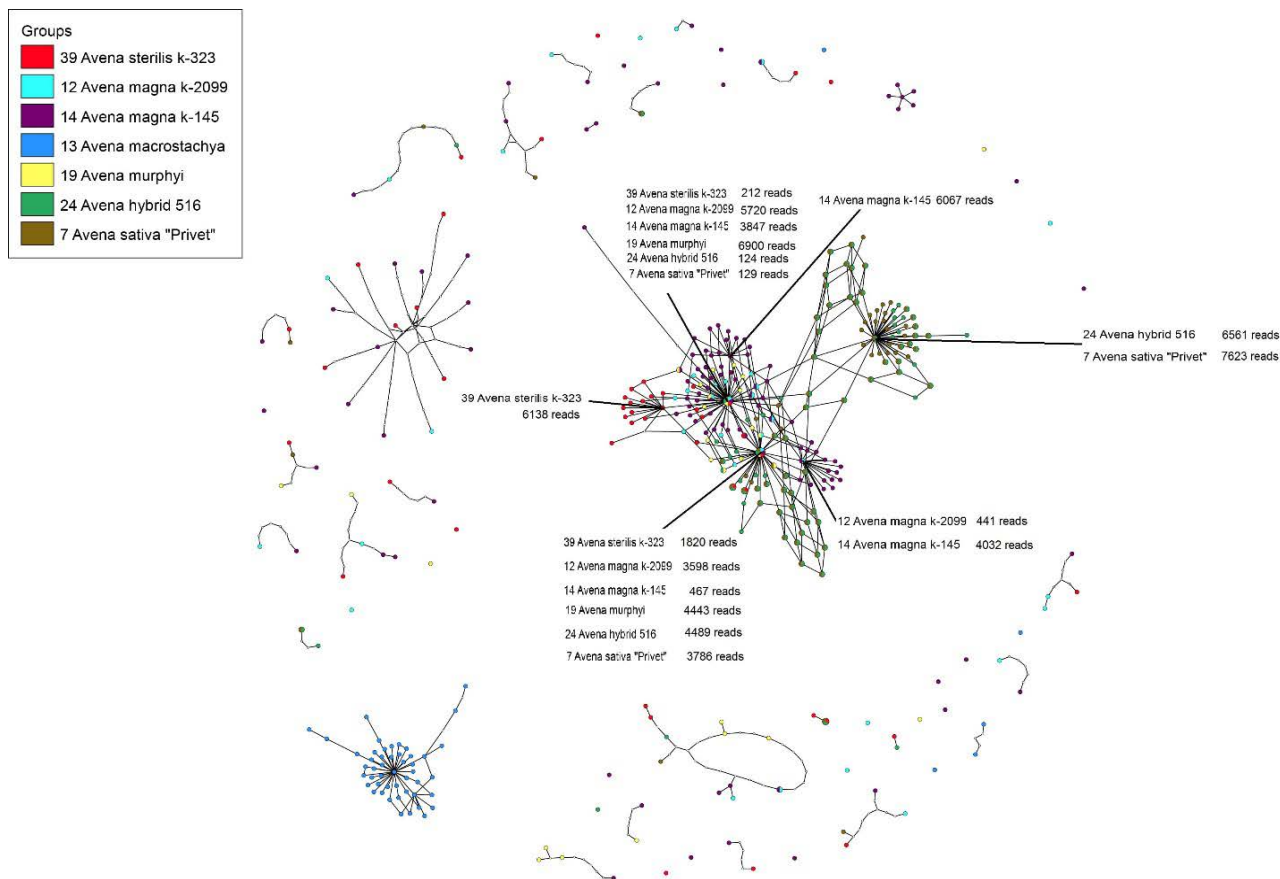 Groups
39 Avena sterilis k-323
12 Avena magna k-2099
14 Avena magna k-145
13 Avena macrostachya
19 Avena murphyi
24 Avena hybrid 516
7 Avena sativa "Privet"
39 Avena sterilis k-323 212 reads
12 Avena magna k-2099 5720 reads
14 Avena magna k-145 3847 reads
19 Avena murphyi 6900 reads
24 Avena hybrid 516 124 reads
7 Avena sativa "Privet" 129 reads
14 Avena magna k-145 6067 reads
24 Avena hybrid 516 6561 reads
7 Avena sativa "Privet" 7623 reads
39 Avena sterilis k-323
6138 reads
12 Avena magna k-2099 441 reads
14 Avena magna k-145 4032 reads
39 Avena sterilis k-323 1820 reads
12 Avena magna k-2099 3598 reads
14 Avena magna k-145 467 reads
19 Avena murphyi 4443 reads
24 Avena hybrid 516 4489 reads
7 Avena sativa "Privet" 3786 reads